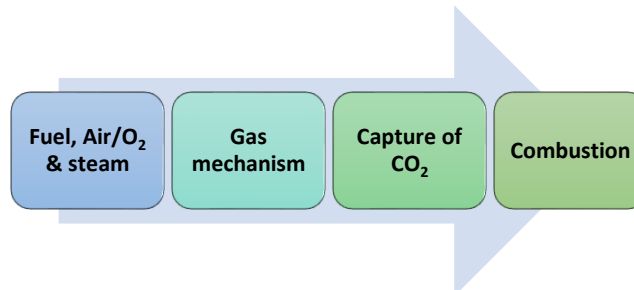 Fuel, Air/O₂
& steam
Gas
mechanism
Capture of
CO₂
Combustion